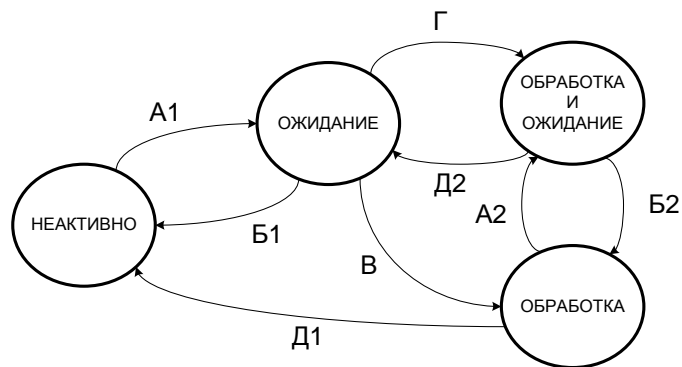 Г
ОБРАБОТКА
И
ОЖИДАНИЕ
А1
ОЖИДАНИЕ
Д2
А2
Б2
НЕАКТИВНО
Б1
В
ОБРАБОТКА
Д1